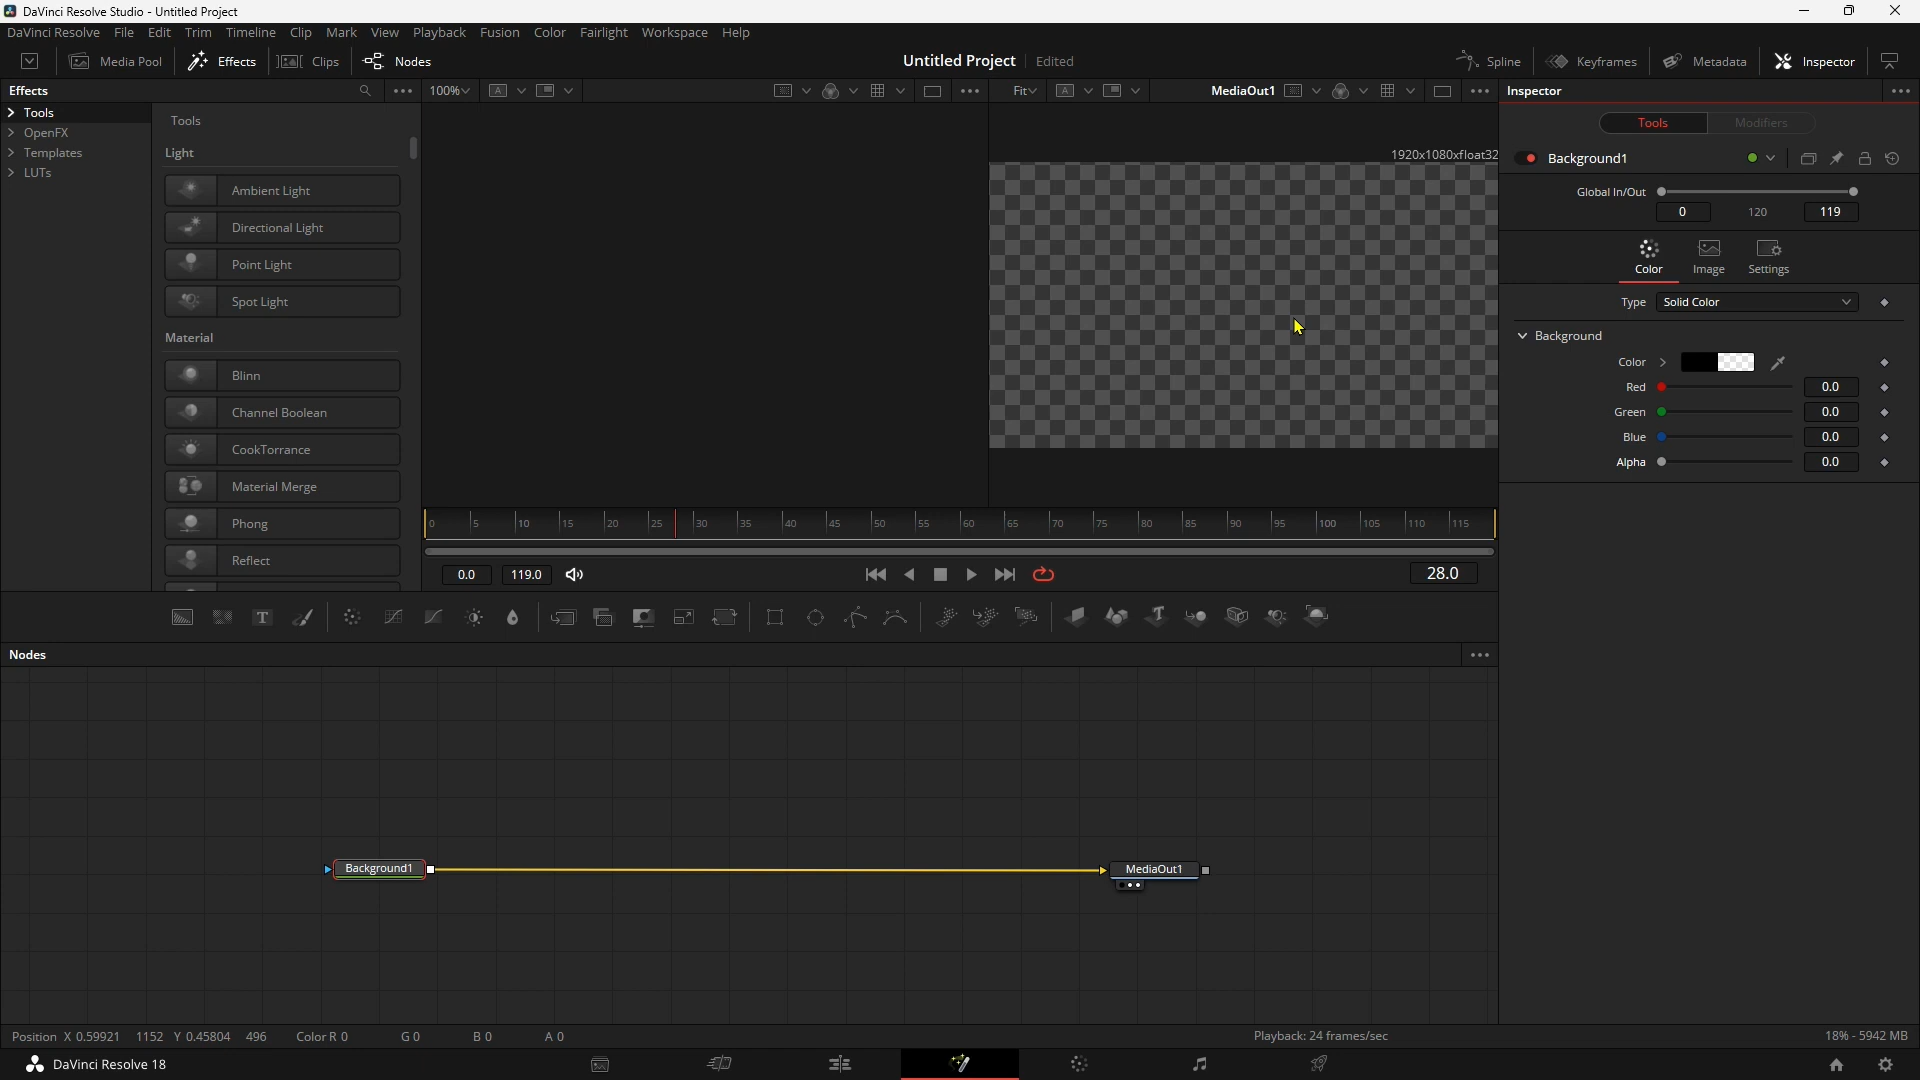 DaVinci Resolve Studio - Untitled Project
DaVinci Resolve File Edit Trim Timeline Clip Mark View Playback Fusion Color Fairlight Workspace Help
Media Pool Effects Clips Nodes Untitled Project Edited Spline Keyframes Metadata Inspector
Effects 100% A Fit A MediaOut1 Inspector
Tools
OpenFX
Templates
LUTs
Tools
Light
Ambient Light
Directional Light
Point Light
Spot Light
Material
Blinn
Channel Boolean
CookTorrance
Material Merge
Phong
Reflect
1920x1080xfloat32
Tools Modifiers
Background1
Global In/Out
0 120 119
Color Image Settings
Type Solid Color
Background
Color
Red 0.0
Green 0.0
Blue 0.0
Alpha 0.0
0 5 10 15 20 25 30 35 40 45 50 55 60 65 70 75 80 85 90 95 100 105 110 115
0.0 119.0 28.0
T T
Nodes
Background1 MediaOut1
Position X 0.59921 1152 Y 0.45804 496 Color R 0 G 0 B 0 A 0 Playback: 24 frames/sec 18% - 5942 MB
DaVinci Resolve 18